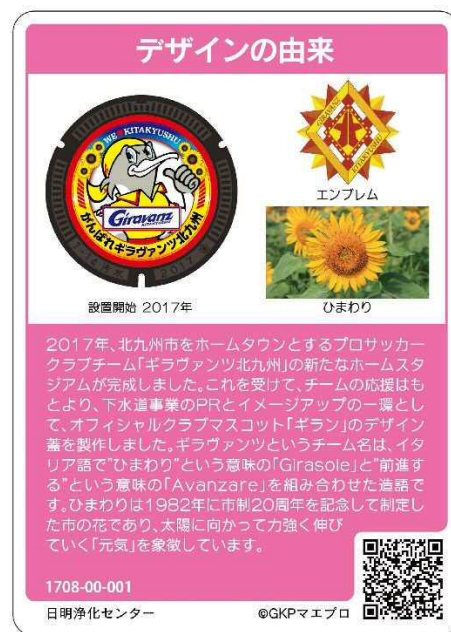 デザインの由来
WE KITAKYUSHU
Giravanz
がんばれギラヴァンツ北九州
2017
GIRAVANZ
KITAKYUSHU
エンブレム
設置開始 2017年
ひまわり
2017年、北九州市をホームタウンとするプロサッカー
クラブチーム「ギラヴァンツ北九州」の新たなホームスタ
ジアムが完成しました。これを受けて、チームの応援はも
とより、下水道事業のPRとイメージアップの一環とし
て、オフィシャルクラブマスコット「ギラン」のデザイン
蓋を製作しました。ギラヴァンツというチーム名は、イタ
リア語で"ひまわり"という意味の「Girasole」と"前進す
る"という意味の「Avanzare」を組み合わせた造語で
す。ひまわりは1982年に市制20周年を記念して制定し
た市の花であり、太陽に向かって力強く伸び
ていく「元気」を象徴しています。
1708-00-001
日明浄化センター
©GKPマエプロ